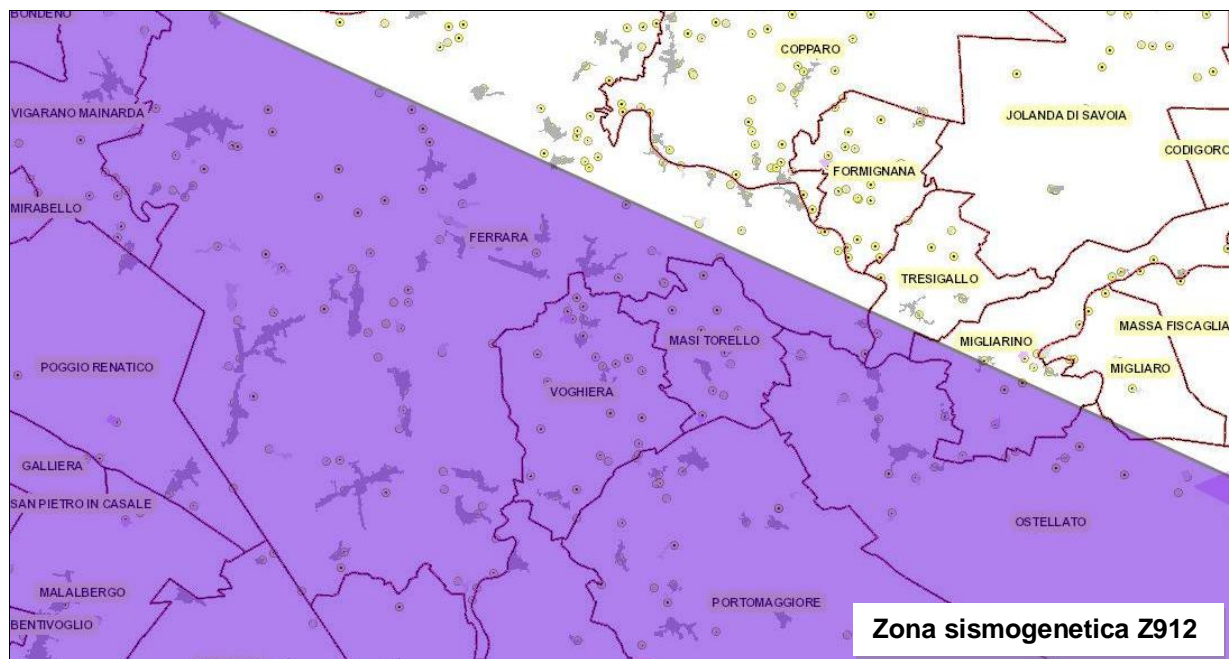 BONDENO
COPPARO
VIGARANO MAINARDA
JOLANDA DI SAVOIA
CODIGORO
FORMIGNANA
MIRABELLO
FERRARA
TRESIGALLO
MASSA FISCAGLIA
MASI TORELLO
MIGLIARINO
POGGIO RENATICO
MIGLIARO
VOGHIERA
GALLIERA
SAN PIETRO IN CASALE
OSTELLATO
MALALBERGO
PORTOMAGGIORE
BENTIVOGLIO
Zona sismogenetica Z912